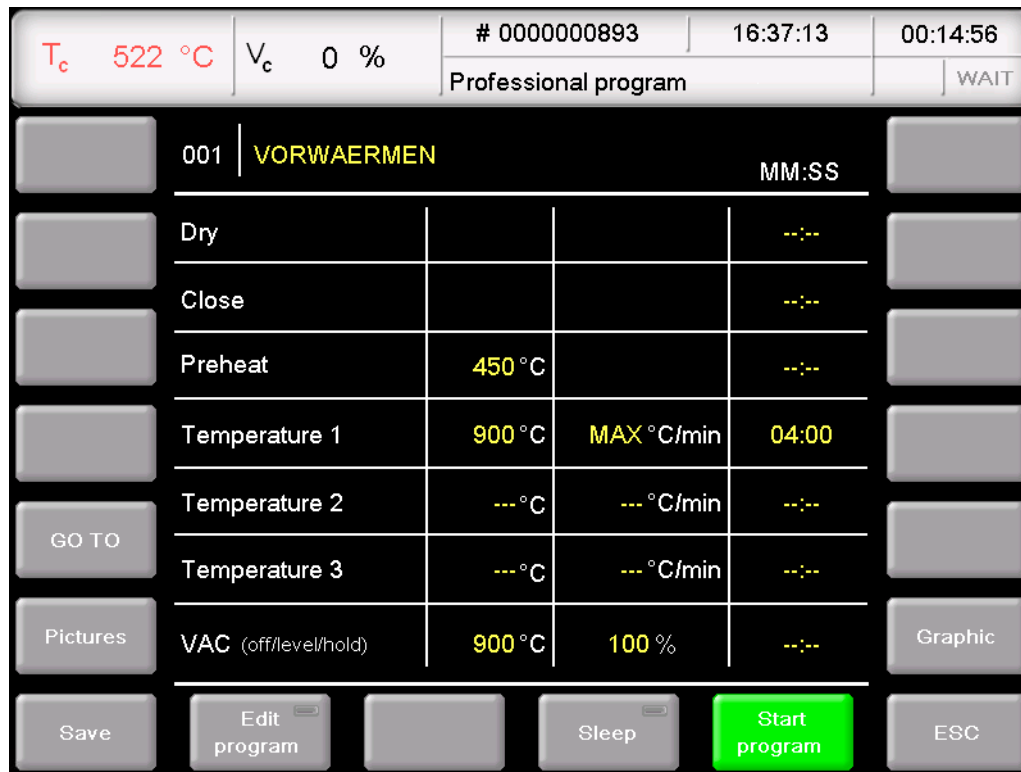 Tc 522 °C Vc 0 % # 0000000893 16:37:13 00:14:56
Professional program WAIT
001 VORWAERMEN MM:SS
Dry --:--
Close --:--
Preheat 450 °C --:--
Temperature 1 900 °C MAX °C/min 04:00
Temperature 2 --- °C --- °C/min --:--
GO TO
Temperature 3 --- °C --- °C/min --:--
Pictures VAC (off/level/hold) 900 °C 100 % --:-- Graphic
Save Edit program Sleep Start program ESC